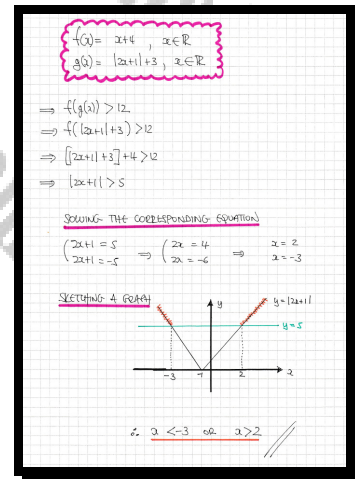 f(x) = x+4 , x∈ℝ
g(x) = |2x+1|+3 , x∈ℝ
⇒ f(g(x)) > 12
⇒ f(|2x+1|+3) > 12
⇒ [|2x+1|+3]+4 > 12
⇒ |2x+1| > 5
SOLVING THE CORRESPONDING EQUATION
(2x+1 = 5 ⇒ (2x = 4 ⇒ x = 2
(2x+1 = -5 (2x = -6 x = -3
SKETCHING A GRAPH
y
y=|2x+1|
y=5
-3 -1 2 x
∴ x < -3 OR x > 2